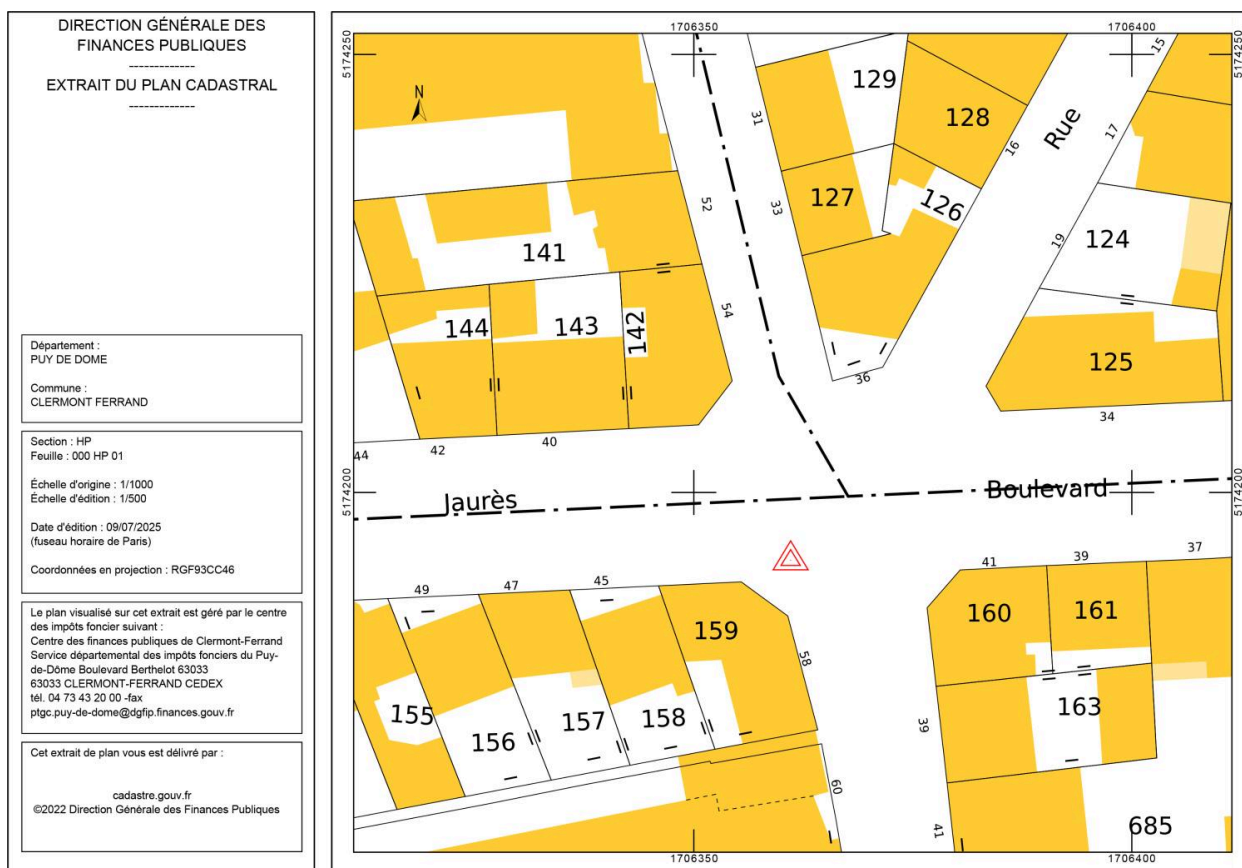 DIRECTION GÉNÉRALE DES
FINANCES PUBLIQUES
-------------
EXTRAIT DU PLAN CADASTRAL
-------------
Département :
PUY DE DOME
Commune :
CLERMONT FERRAND
Section : HP
Feuille : 000 HP 01
Échelle d'origine : 1/1000
Échelle d'édition : 1/500
Date d'édition : 09/07/2025
(fuseau horaire de Paris)
Coordonnées en projection : RGF93CC46
Le plan visualisé sur cet extrait est géré par le centre
des impôts foncier suivant :
Centre des finances publiques de Clermont-Ferrand
Service départemental des impôts fonciers du Puy-
de-Dôme Boulevard Berthelot 63033
63033 CLERMONT-FERRAND CEDEX
tél. 04 73 43 20 00 -fax
ptgc.puy-de-dome@dgfip.finances.gouv.fr
Cet extrait de plan vous est délivré par :
cadastre.gouv.fr
©2022 Direction Générale des Finances Publiques
1706350
1706400
5174250
5174250
N
15
129
31
128
Rue
17
16
52
33
127
126
19
124
141
54
144
143
142
36
125
34
44
42
40
5174200
5174200
Jaurès
Boulevard
49
47
45
41
39
37
159
160
161
58
155
156
157
158
39
163
60
41
685
1706350
1706400